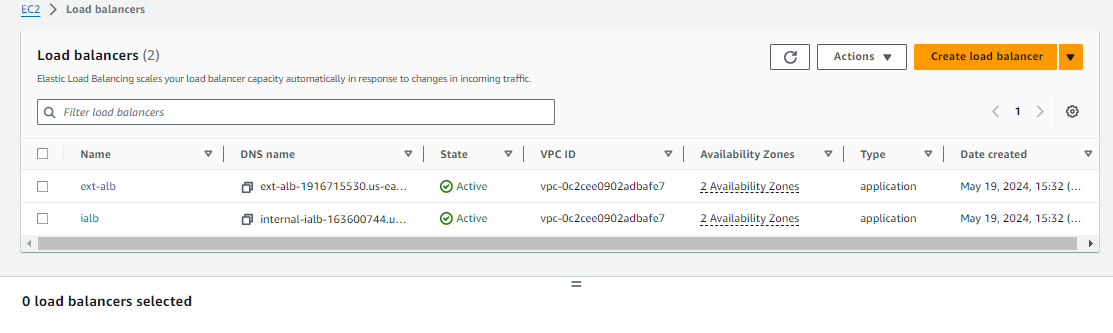 EC2 > Load balancers
Load balancers (2)
Actions
Create load balancer
Elastic Load Balancing scales your load balancer capacity automatically in response to changes in incoming traffic.
Filter load balancers
1
Name DNS name State VPC ID Availability Zones Type Date created
ext-alb ext-alb-1916715530.us-ea... Active vpc-0c2cee0902adbafe7 2 Availability Zones application May 19, 2024, 15:32 (...
ialb internal-ialb-163600744.u... Active vpc-0c2cee0902adbafe7 2 Availability Zones application May 19, 2024, 15:32 (...
0 load balancers selected